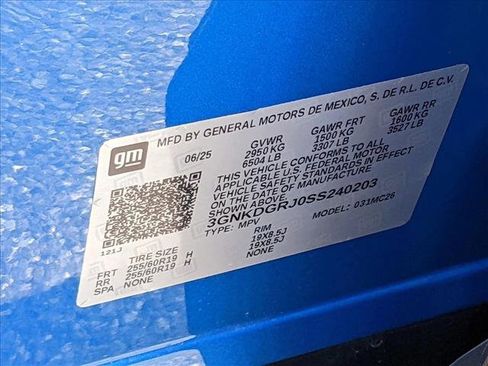 gm
MFD BY GENERAL MOTORS DE MEXICO, S. DE R.L. DE C.V.
06/25 GVWR GAWR FRT GAWR RR
2950 KG 1500 KG 1600 KG
6504 LB 3307 LB 3527 LB
THIS VEHICLE CONFORMS TO ALL
APPLICABLE U.S. FEDERAL MOTOR
VEHICLE SAFETY STANDARDS IN EFFECT
ON THE DATE OF MANUFACTURE
SHOWN ABOVE.
3GNKDGRJ0SS240203
TYPE: MPV MODEL: 031MC26
121J
TIRE SIZE RIM
FRT 255/60R19 H 19X8.5J
RR 255/60R19 H 19X8.5J
SPA NONE NONE